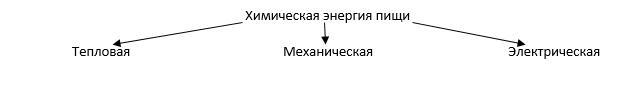 Химическая энергия пищи
Тепловая Механическая Электрическая